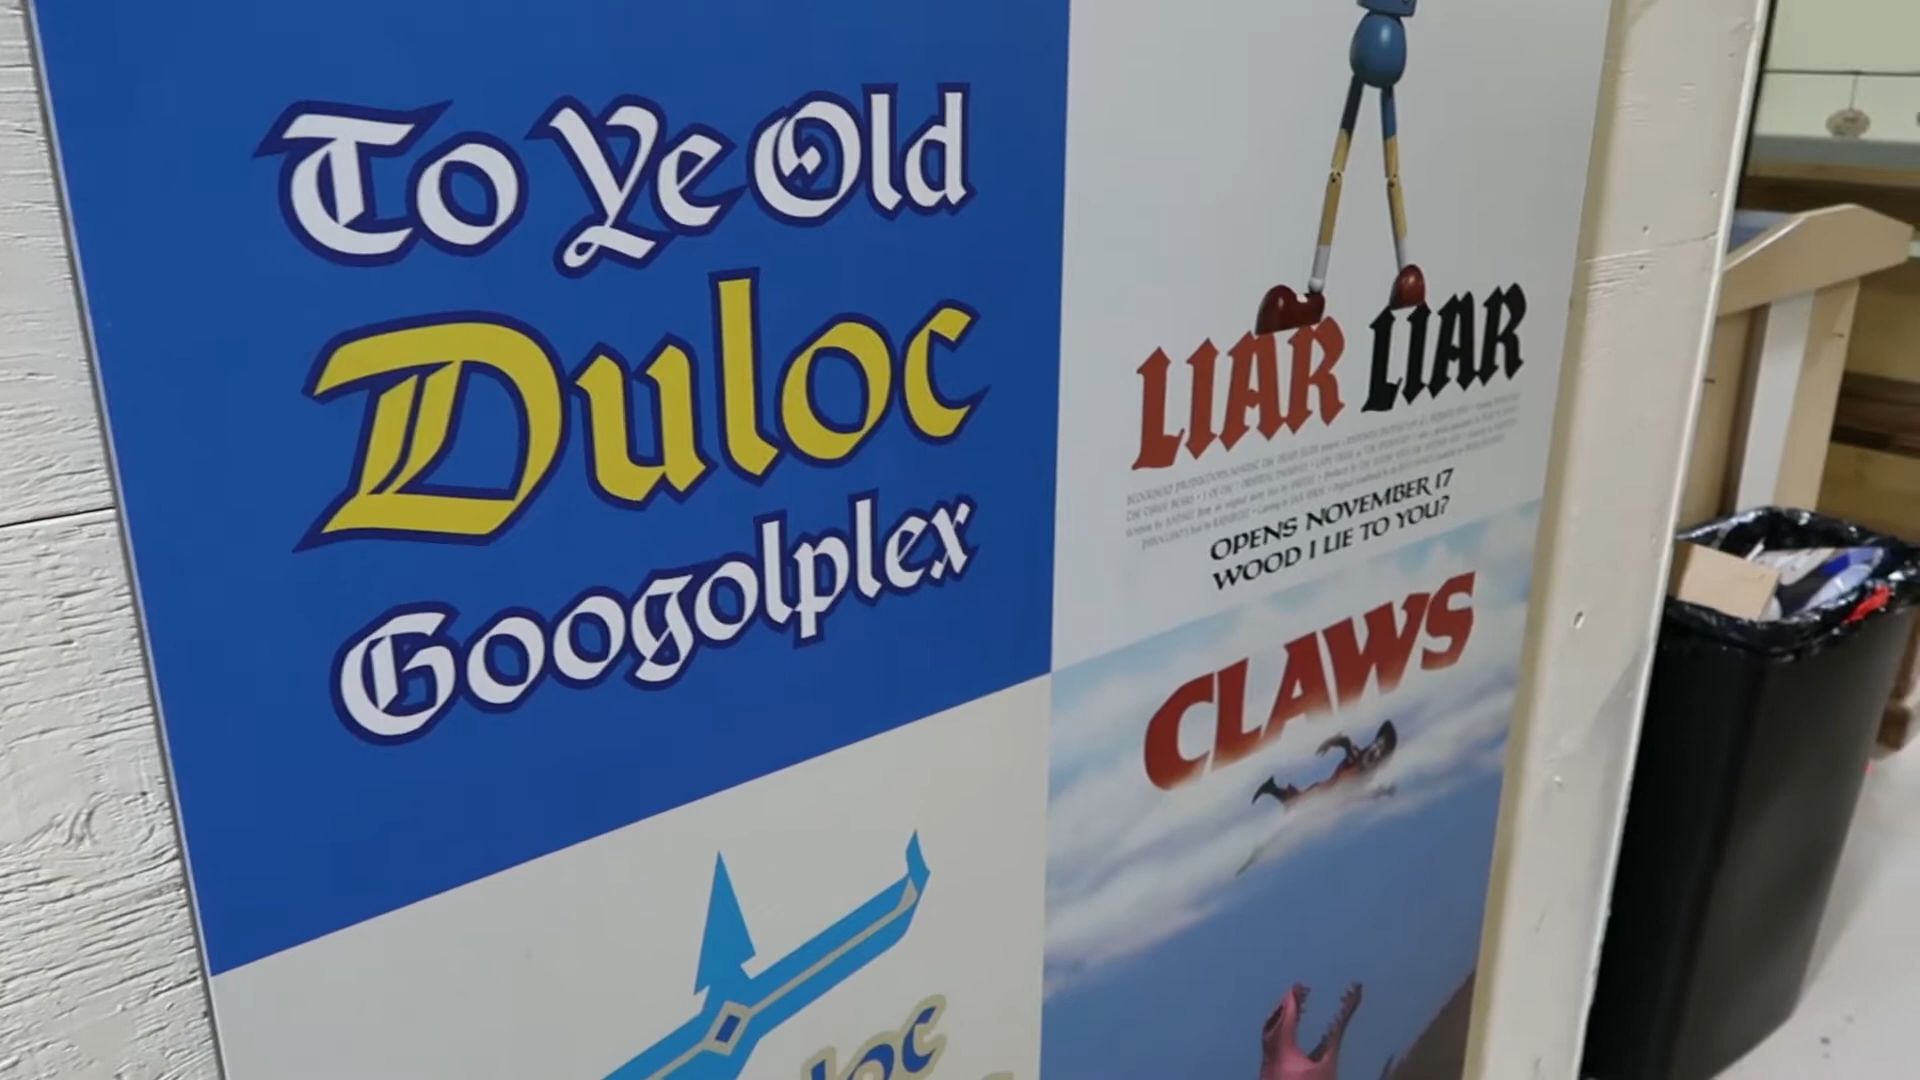 To Ye Old
Duloc
Googolplex
LIAR LIAR
OPENS NOVEMBER 17
WOOD I LIE TO YOU?
CLAWS